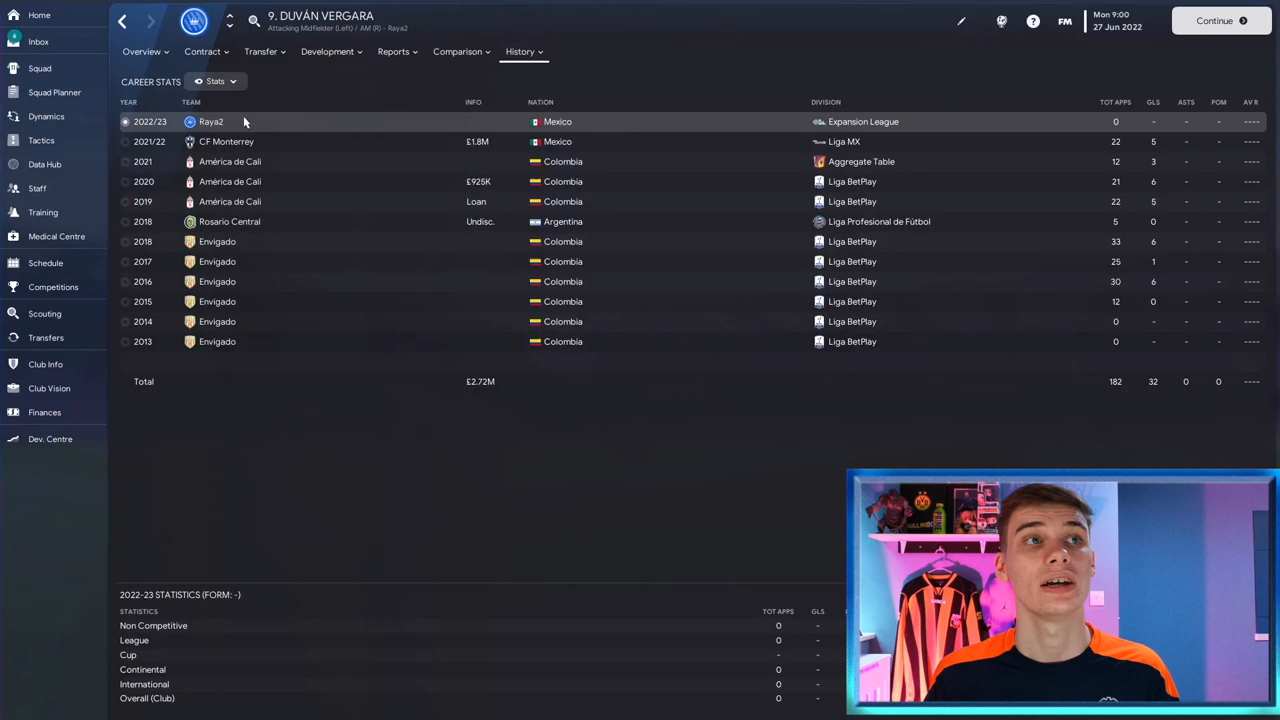 Home
6
Inbox
Squad
Squad Planner
Dynamics
Tactics
Data Hub
Staff
Training
Medical Centre
Schedule
Competitions
Scouting
Transfers
Club Info
Club Vision
Finances
Dev. Centre
9. DUVÁN VERGARA
Attacking Midfielder (Left) / AM (R) - Raya2
? FM Mon 9:00
27 Jun 2022
Continue
Overview Contract Transfer Development Reports Comparison History
CAREER STATS Stats
YEAR TEAM INFO NATION DIVISION TOT APPS GLS ASTS POM AV R
2022/23 Raya2 Mexico Expansion League 0 - - - ----
2021/22 CF Monterrey £1.8M Mexico Liga MX 22 5 - - ----
2021 América de Cali Colombia Aggregate Table 12 3 - - ----
2020 América de Cali £925K Colombia Liga BetPlay 21 6 - - ----
2019 América de Cali Loan Colombia Liga BetPlay 22 5 - - ----
2018 Rosario Central Undisc. Argentina Liga Profesional de Fútbol 5 0 - - ----
2018 Envigado Colombia Liga BetPlay 33 6 - - ----
2017 Envigado Colombia Liga BetPlay 25 1 - - ----
2016 Envigado Colombia Liga BetPlay 30 6 - - ----
2015 Envigado Colombia Liga BetPlay 12 0 - - ----
2014 Envigado Colombia Liga BetPlay 0 - - - ----
2013 Envigado Colombia Liga BetPlay 0 - - - ----
Total £2.72M 182 32 0 0 ----
2022-23 STATISTICS (FORM: -)
STATISTICS TOT APPS GLS
Non Competitive 0 -
League 0 -
Cup - -
Continental 0 -
International 0 -
Overall (Club) 0 -
BVB
09